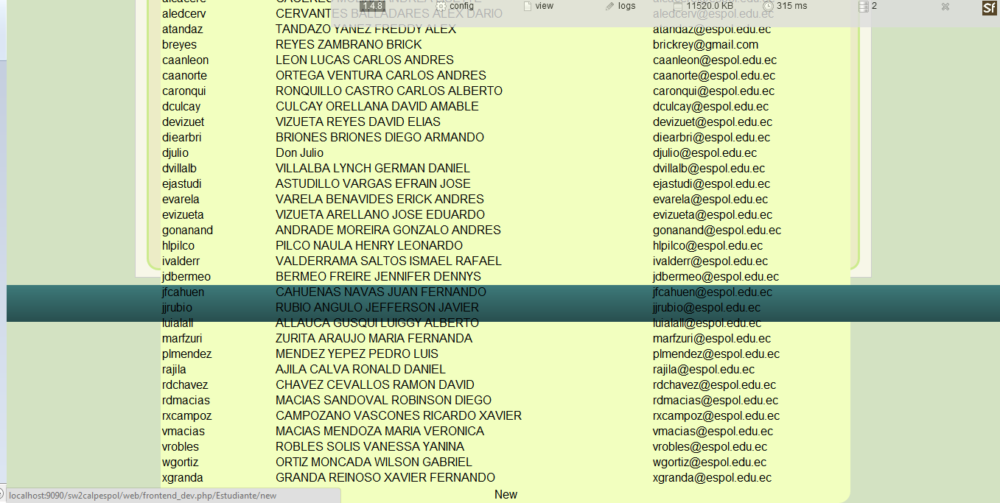 1.4.8 config view logs 11520.0 KB 315 ms 2 Sf
aledcerv CERVANTES BALLADARES ALEX DARIO aledcerv@espol.edu.ec
atandaz TANDAZO YANEZ FREDDY ALEX atandaz@espol.edu.ec
breyes REYES ZAMBRANO BRICK brickrey@gmail.com
caanleon LEON LUCAS CARLOS ANDRES caanleon@espol.edu.ec
caanorte ORTEGA VENTURA CARLOS ANDRES caanorte@espol.edu.ec
caronqui RONQUILLO CASTRO CARLOS ALBERTO caronqui@espol.edu.ec
dculcay CULCAY ORELLANA DAVID AMABLE dculcay@espol.edu.ec
devizuet VIZUETA REYES DAVID ELIAS devizuet@espol.edu.ec
diearbri BRIONES BRIONES DIEGO ARMANDO diearbri@espol.edu.ec
djulio Don Julio djulio@espol.edu.ec
dvillalb VILLALBA LYNCH GERMAN DANIEL dvillalb@espol.edu.ec
ejastudi ASTUDILLO VARGAS EFRAIN JOSE ejastudi@espol.edu.ec
evarela VARELA BENAVIDES ERICK ANDRES evarela@espol.edu.ec
evizueta VIZUETA ARELLANO JOSE EDUARDO evizueta@espol.edu.ec
gonanand ANDRADE MOREIRA GONZALO ANDRES gonanand@espol.edu.ec
hlpilco PILCO NAULA HENRY LEONARDO hlpilco@espol.edu.ec
ivalderr VALDERRAMA SALTOS ISMAEL RAFAEL ivalderr@espol.edu.ec
jdbermeo BERMEO FREIRE JENNIFER DENNYS jdbermeo@espol.edu.ec
jfcahuen CAHUENAS NAVAS JUAN FERNANDO jfcahuen@espol.edu.ec
jjrubio RUBIO ANGULO JEFFERSON JAVIER jjrubio@espol.edu.ec
luialall ALLAUCA GUSQUI LUIGGY ALBERTO luialall@espol.edu.ec
marfzuri ZURITA ARAUJO MARIA FERNANDA marfzuri@espol.edu.ec
plmendez MENDEZ YEPEZ PEDRO LUIS plmendez@espol.edu.ec
rajila AJILA CALVA RONALD DANIEL rajila@espol.edu.ec
rdchavez CHAVEZ CEVALLOS RAMON DAVID rdchavez@espol.edu.ec
rdmacias MACIAS SANDOVAL ROBINSON DIEGO rdmacias@espol.edu.ec
rxcampoz CAMPOZANO VASCONES RICARDO XAVIER rxcampoz@espol.edu.ec
vmacias MACIAS MENDOZA MARIA VERONICA vmacias@espol.edu.ec
vrobles ROBLES SOLIS VANESSA YANINA vrobles@espol.edu.ec
wgortiz ORTIZ MONCADA WILSON GABRIEL wgortiz@espol.edu.ec
xgranda GRANDA REINOSO XAVIER FERNANDO xgranda@espol.edu.ec
New
localhost:9090/sw2calpespol/web/frontend_dev.php/Estudiante/new